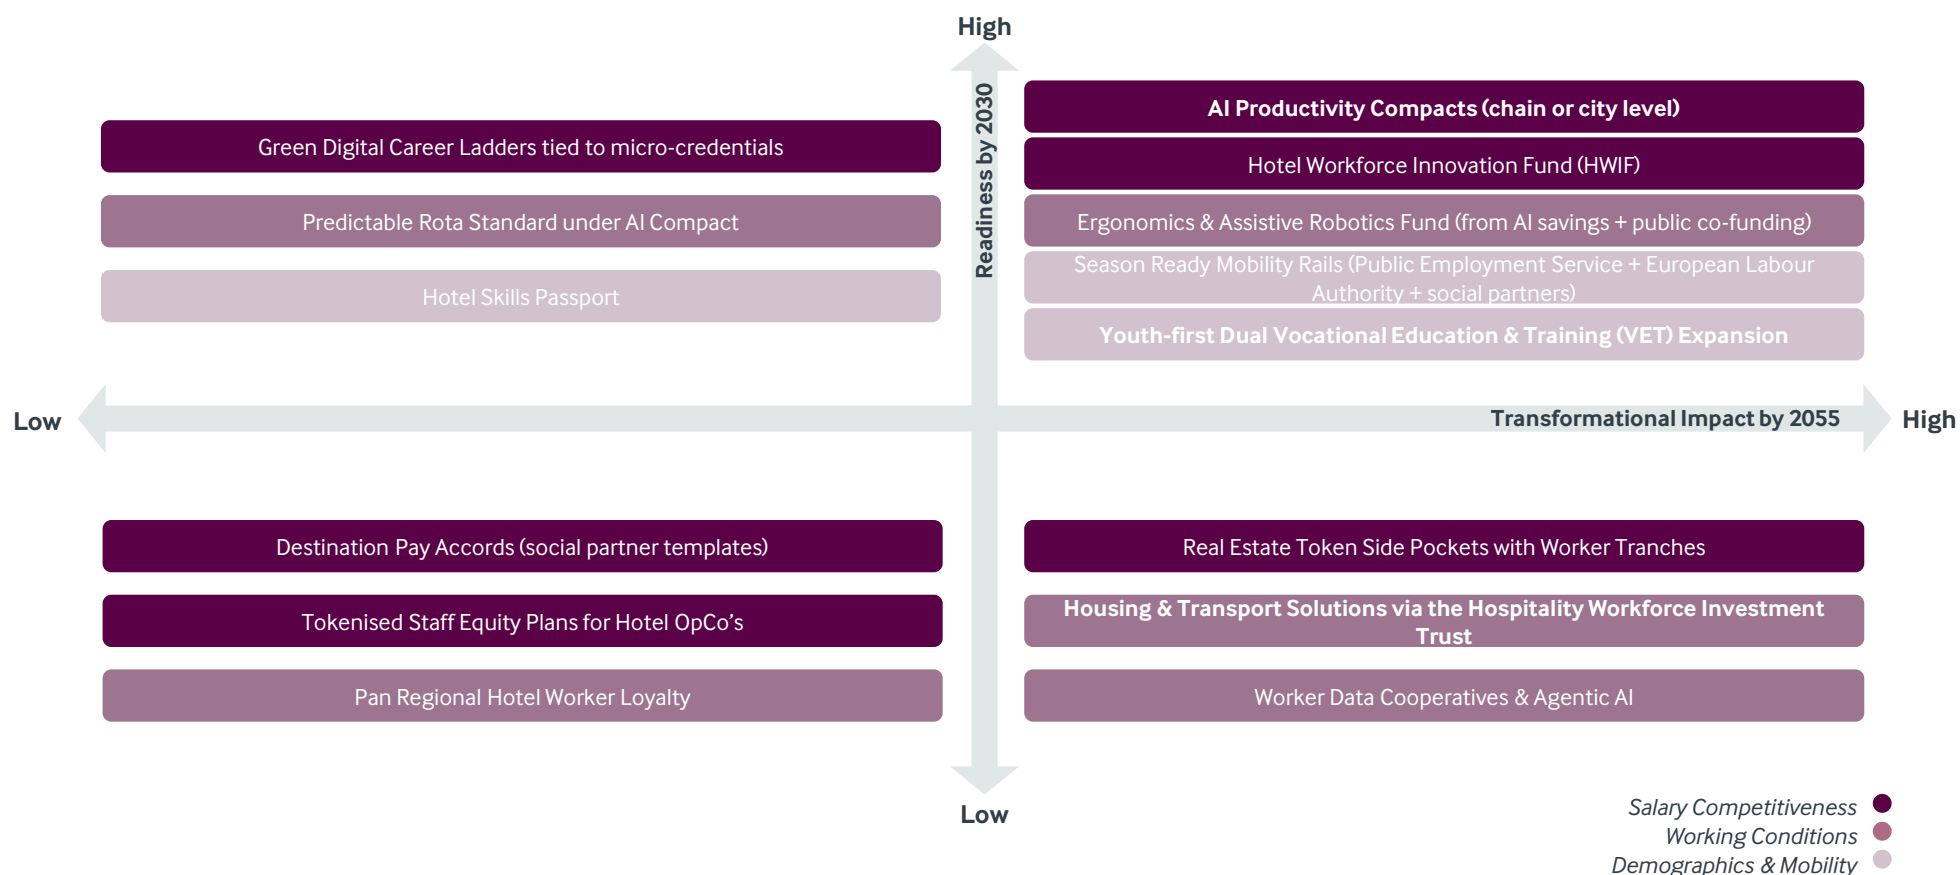 High
Readiness by 2030
Green Digital Career Ladders tied to micro-credentials
Predictable Rota Standard under AI Compact
Hotel Skills Passport
AI Productivity Compacts (chain or city level)
Hotel Workforce Innovation Fund (HWIF)
Ergonomics & Assistive Robotics Fund (from AI savings + public co-funding)
Season Ready Mobility Rails (Public Employment Service + European Labour
Authority + social partners)
Youth-first Dual Vocational Education & Training (VET) Expansion
Low
Transformational Impact by 2055
High
Destination Pay Accords (social partner templates)
Tokenised Staff Equity Plans for Hotel OpCo’s
Pan Regional Hotel Worker Loyalty
Real Estate Token Side Pockets with Worker Tranches
Housing & Transport Solutions via the Hospitality Workforce Investment
Trust
Worker Data Cooperatives & Agentic AI
Low
Salary Competitiveness
Working Conditions
Demographics & Mobility